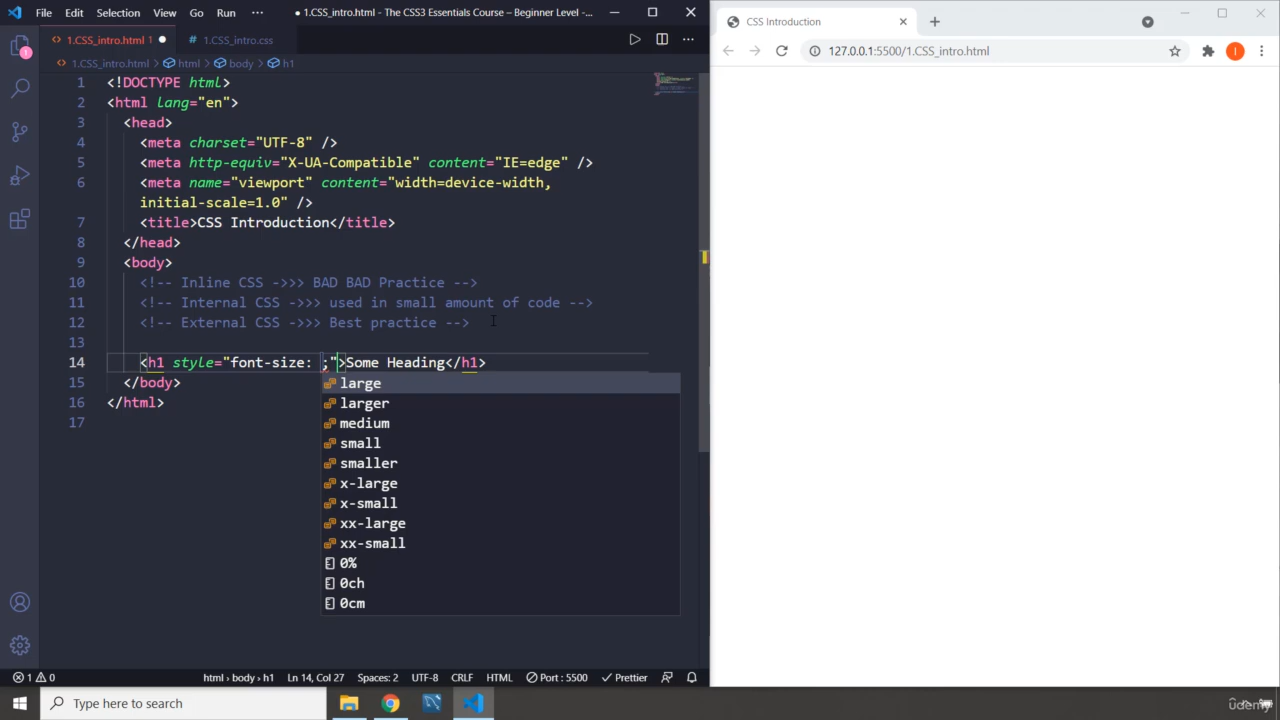 File Edit Selection View Go Run ··· ● 1.CSS_intro.html - The CSS3 Essentials Course – Beginner Level -...
1.CSS_intro.html 1 ●
1.CSS_intro.css
1.CSS_intro.html > html > body > h1
1 <!DOCTYPE html>
2 <html lang="en">
3 <head>
4 <meta charset="UTF-8" />
5 <meta http-equiv="X-UA-Compatible" content="IE=edge" />
6 <meta name="viewport" content="width=device-width,
initial-scale=1.0" />
7 <title>CSS Introduction</title>
8 </head>
9 <body>
10 <!-- Inline CSS ->>> BAD BAD Practice -->
11 <!-- Internal CSS ->>> used in small amount of code -->
12 <!-- External CSS ->>> Best practice -->
13
14 <h1 style="font-size: ;">Some Heading</h1>
15 </body>
16 </html>
17
large
larger
medium
small
smaller
x-large
x-small
xx-large
xx-small
0%
0ch
0cm
1
1 0 html > body > h1 Ln 14, Col 27 Spaces: 2 UTF-8 CRLF HTML Port : 5500 Prettier
CSS Introduction
127.0.0.1:5500/1.CSS_intro.html
I
Type here to search
udemy